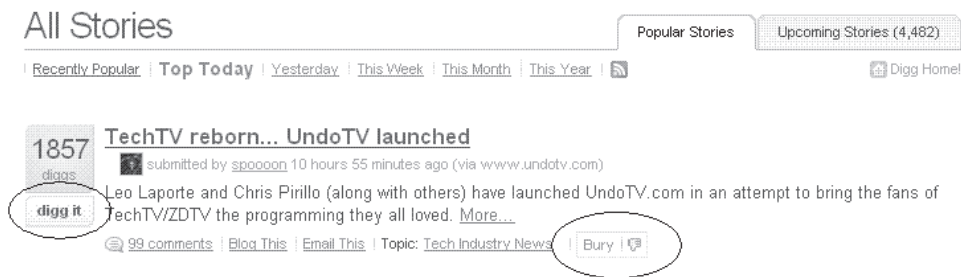 All Stories
Popular Stories
Upcoming Stories (4,482)
Recently Popular | Top Today | Yesterday | This Week | This Month | This Year
Digg Home!
1857
diggs
digg it
TechTV reborn... UndoTV launched
submitted by spoooon 10 hours 55 minutes ago (via www.undotv.com)
Leo Laporte and Chris Pirillo (along with others) have launched UndoTV.com in an attempt to bring the fans of
TechTV/ZDTV the programming they all loved. More...
99 comments | Blog This | Email This | Topic: Tech Industry News | Bury |